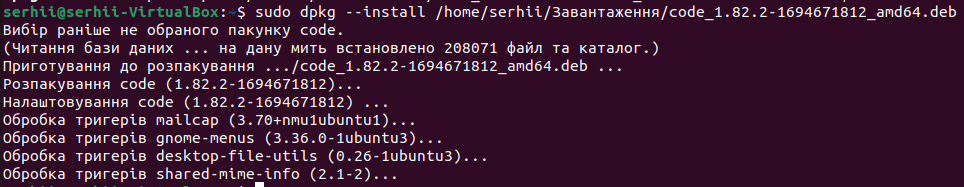 serhii@serhii-VirtualBox:~$ sudo dpkg --install /home/serhii/Завантаження/code_1.82.2-1694671812_amd64.deb
Вибір раніше не обраного пакунку code.
(Читання бази даних ... на дану мить встановлено 208071 файл та каталог.)
Приготування до розпакування .../code_1.82.2-1694671812_amd64.deb ...
Розпакування code (1.82.2-1694671812)...
Налаштовування code (1.82.2-1694671812) ...
Обробка тригерів mailcap (3.70+nmu1ubuntu1)...
Обробка тригерів gnome-menus (3.36.0-1ubuntu3)...
Обробка тригерів desktop-file-utils (0.26-1ubuntu3)...
Обробка тригерів shared-mime-info (2.1-2)...